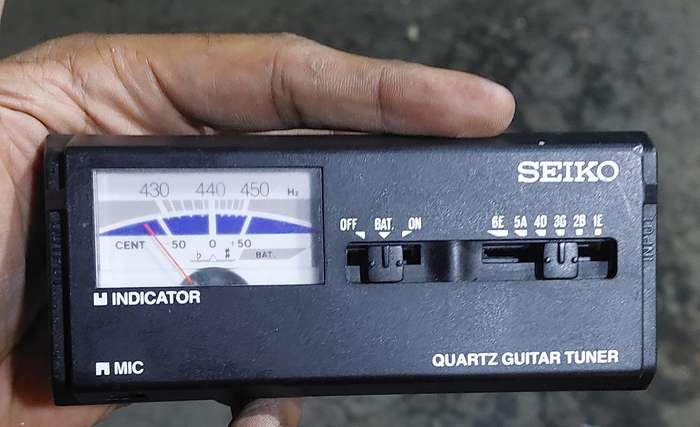 SEIKO
430 440 450 Hz
CENT 50 0 +50
♭ ♯ BAT.
OFF BAT. ON
6E 5A 4D 3G 2B 1E
INPUT
INDICATOR
MIC
QUARTZ GUITAR TUNER